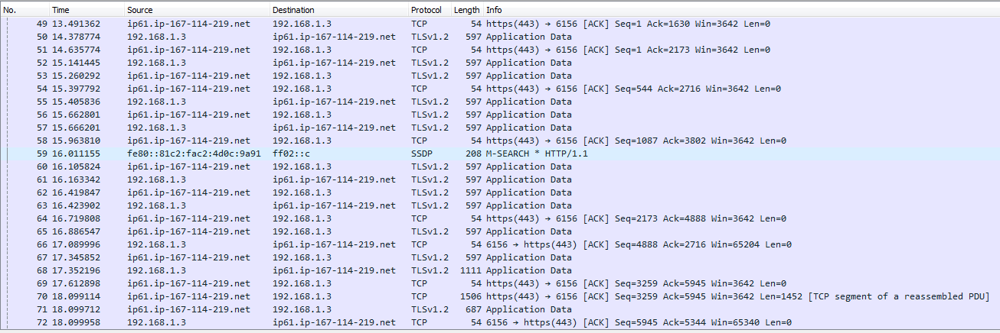 No. Time Source Destination Protocol Length Info
49 13.491362 ip61.ip-167-114-219.net 192.168.1.3 TCP 54 https(443) → 6156 [ACK] Seq=1 Ack=1630 Win=3642 Len=0
50 14.378774 192.168.1.3 ip61.ip-167-114-219.net TLSv1.2 597 Application Data
51 14.635774 ip61.ip-167-114-219.net 192.168.1.3 TCP 54 https(443) → 6156 [ACK] Seq=1 Ack=2173 Win=3642 Len=0
52 15.141445 192.168.1.3 ip61.ip-167-114-219.net TLSv1.2 597 Application Data
53 15.260292 ip61.ip-167-114-219.net 192.168.1.3 TLSv1.2 597 Application Data
54 15.397792 ip61.ip-167-114-219.net 192.168.1.3 TCP 54 https(443) → 6156 [ACK] Seq=544 Ack=2716 Win=3642 Len=0
55 15.405836 192.168.1.3 ip61.ip-167-114-219.net TLSv1.2 597 Application Data
56 15.662801 ip61.ip-167-114-219.net 192.168.1.3 TLSv1.2 597 Application Data
57 15.666201 192.168.1.3 ip61.ip-167-114-219.net TLSv1.2 597 Application Data
58 15.963810 ip61.ip-167-114-219.net 192.168.1.3 TCP 54 https(443) → 6156 [ACK] Seq=1087 Ack=3802 Win=3642 Len=0
59 16.011155 fe80::81c2:fac2:4d0c:9a91 ff02::c SSDP 208 M-SEARCH * HTTP/1.1
60 16.105824 192.168.1.3 ip61.ip-167-114-219.net TLSv1.2 597 Application Data
61 16.163342 ip61.ip-167-114-219.net 192.168.1.3 TLSv1.2 597 Application Data
62 16.419847 ip61.ip-167-114-219.net 192.168.1.3 TLSv1.2 597 Application Data
63 16.423902 192.168.1.3 ip61.ip-167-114-219.net TLSv1.2 597 Application Data
64 16.719808 ip61.ip-167-114-219.net 192.168.1.3 TCP 54 https(443) → 6156 [ACK] Seq=2173 Ack=4888 Win=3642 Len=0
65 16.886547 ip61.ip-167-114-219.net 192.168.1.3 TLSv1.2 597 Application Data
66 17.089996 192.168.1.3 ip61.ip-167-114-219.net TCP 54 6156 → https(443) [ACK] Seq=4888 Ack=2716 Win=65204 Len=0
67 17.345852 ip61.ip-167-114-219.net 192.168.1.3 TLSv1.2 597 Application Data
68 17.352196 192.168.1.3 ip61.ip-167-114-219.net TLSv1.2 1111 Application Data
69 17.612898 ip61.ip-167-114-219.net 192.168.1.3 TCP 54 https(443) → 6156 [ACK] Seq=3259 Ack=5945 Win=3642 Len=0
70 18.099114 ip61.ip-167-114-219.net 192.168.1.3 TCP 1506 https(443) → 6156 [ACK] Seq=3259 Ack=5945 Win=3642 Len=1452 [TCP segment of a reassembled PDU]
71 18.099712 ip61.ip-167-114-219.net 192.168.1.3 TLSv1.2 687 Application Data
72 18.099958 192.168.1.3 ip61.ip-167-114-219.net TCP 54 6156 → https(443) [ACK] Seq=5945 Ack=5344 Win=65340 Len=0